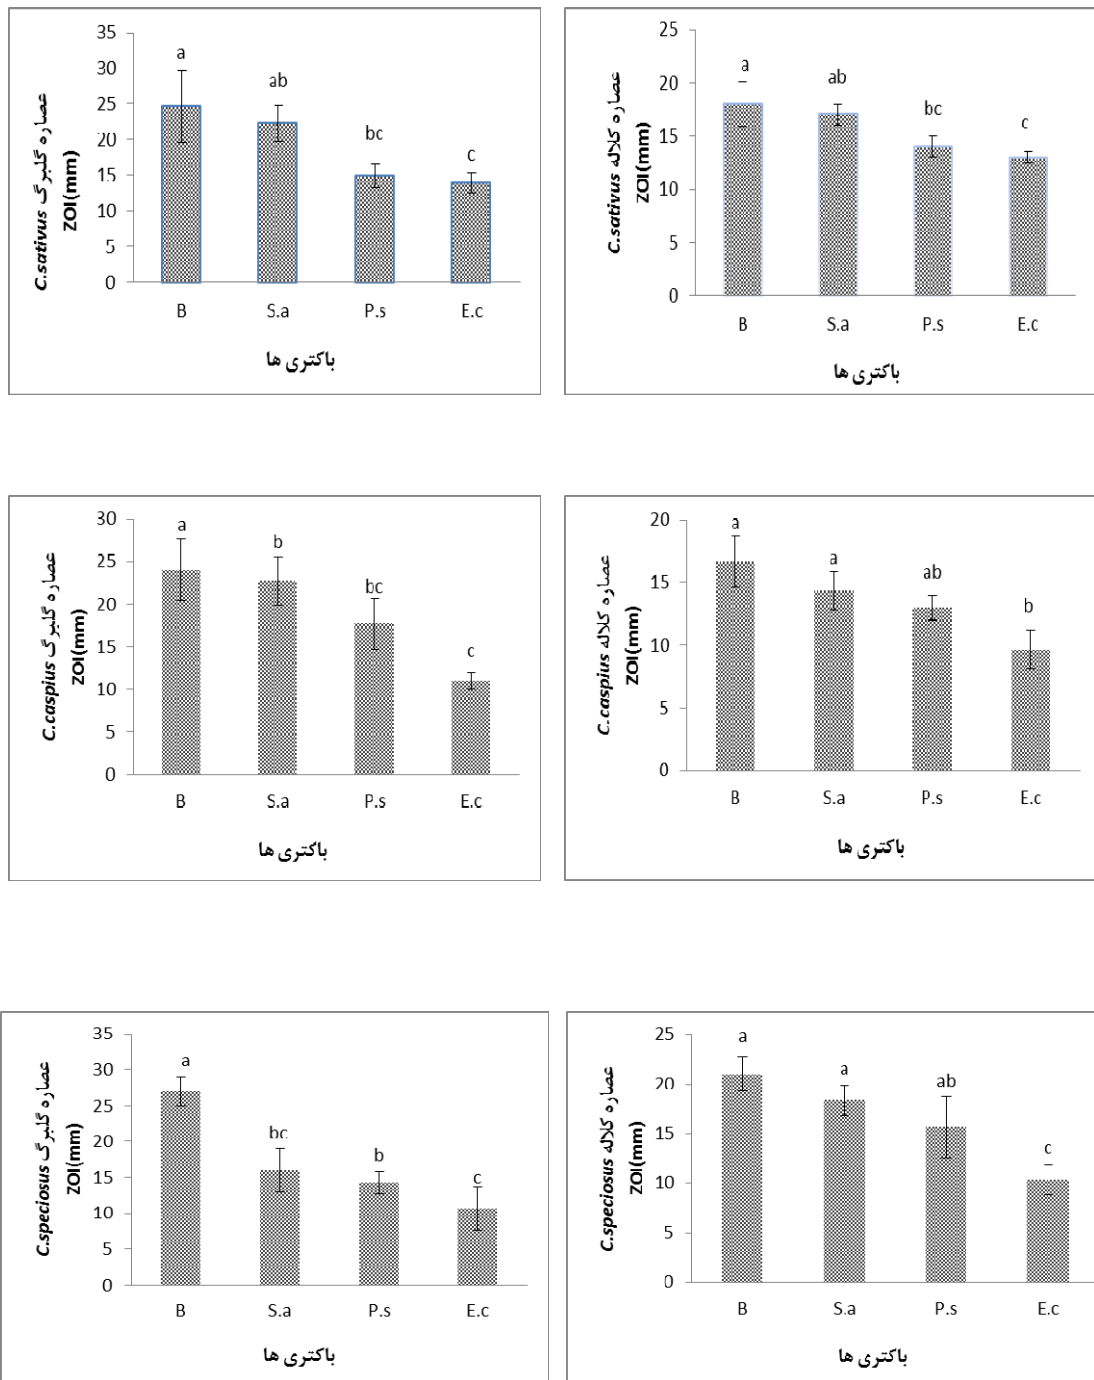 عصاره گلبرگ C.sativus
ZOI(mm)
35
30
25
20
15
10
5
0
a
ab
bc
c
B S.a P.s E.c
باکتری ها
عصاره کلاله C.sativus
ZOI(mm)
25
20
15
10
5
0
a
ab
bc
c
B S.a P.s E.c
باکتری ها
عصاره گلبرگ C.caspius
ZOI(mm)
30
25
20
15
10
5
0
a
b
bc
c
B S.a P.s E.c
باکتری ها
عصاره کلاله C.caspius
ZOI(mm)
20
15
10
5
0
a
a
ab
b
B S.a P.s E.c
باکتری ها
عصاره گلبرگ C.speciosus
ZOI(mm)
35
30
25
20
15
10
5
0
a
bc
b
c
B S.a P.s E.c
باکتری ها
عصاره کلاله C.speciosus
ZOI(mm)
25
20
15
10
5
0
a
a
ab
c
B S.a P.s E.c
باکتری ها